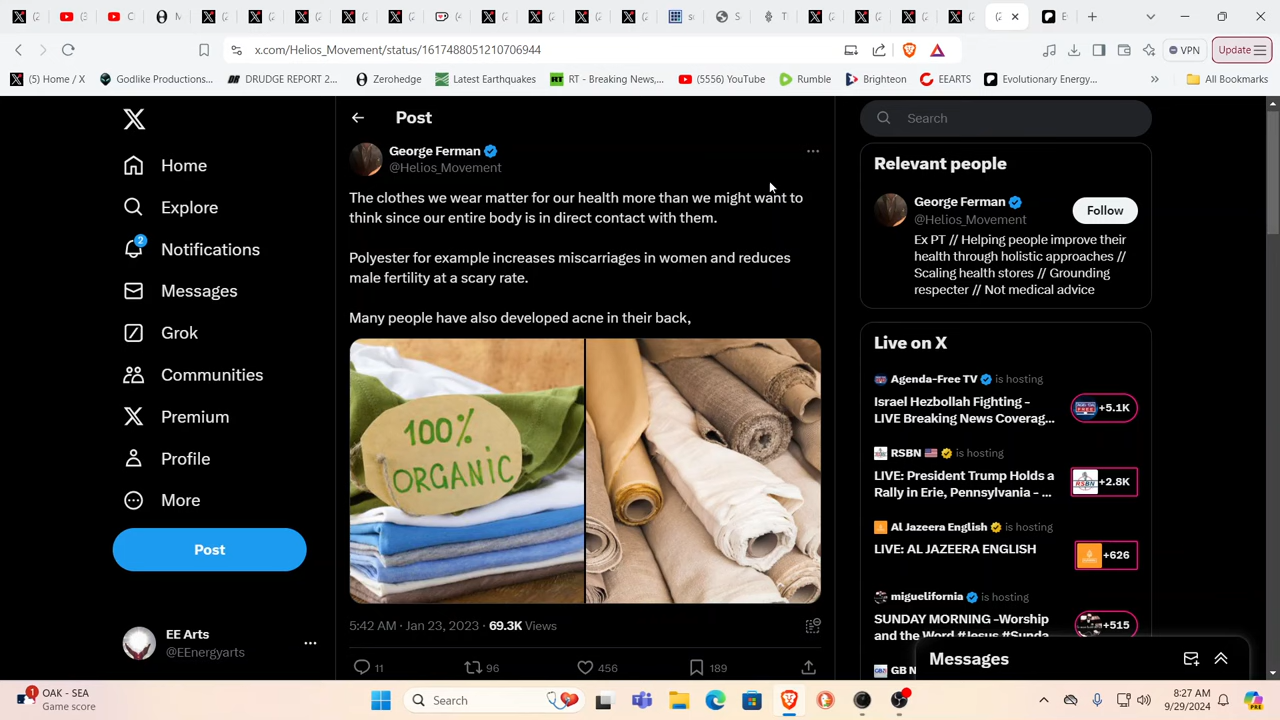 M
3
C
(
(
(
(
(
(4
(
(
(
(
sc
S
TI
(
(
(
(
(2
E
x.com/Helios_Movement/status/1617488051210706944
VPN
Update
(5) Home / X
Godlike Productions...
DRUDGE REPORT 2...
Zerohedge
Latest Earthquakes
RT - Breaking News,...
(5555) YouTube
Rumble
Brighteon
EEARTS
Evolutionary Energy...
All Bookmarks
Home
Explore
2
Notifications
Messages
Grok
Communities
Premium
Profile
More
Post
EE Arts
@EEnergyarts
Post
George Ferman
@Helios_Movement
The clothes we wear matter for our health more than we might want to
think since our entire body is in direct contact with them.
Polyester for example increases miscarriages in women and reduces
male fertility at a scary rate.
Many people have also developed acne in their back,
100%
ORGANIC
5:42 AM · Jan 23, 2023 · 69.3K Views
11
96
456
189
Search
Relevant people
George Ferman
@Helios_Movement
Follow
Ex PT // Helping people improve their
health through holistic approaches //
Scaling health stores // Grounding
respecter // Not medical advice
Live on X
Agenda-Free TV is hosting
Israel Hezbollah Fighting -
LIVE Breaking News Coverag...
+5.1K
RSBN is hosting
LIVE: President Trump Holds a
Rally in Erie, Pennsylvania - ...
+2.8K
Al Jazeera English is hosting
LIVE: AL JAZEERA ENGLISH
+626
miguelifornia is hosting
SUNDAY MORNING -Worship
and the Word #Jesus #Sunda
+515
GB N
Messages
1
OAK - SEA
Game score
Search
8:27 AM
9/29/2024
PRE